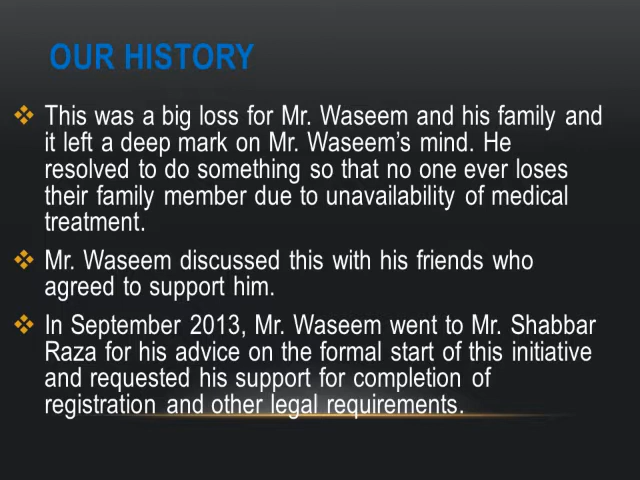 OUR HISTORY
❖ This was a big loss for Mr. Waseem and his family and
it left a deep mark on Mr. Waseem's mind. He
resolved to do something so that no one ever loses
their family member due to unavailability of medical
treatment.
❖ Mr. Waseem discussed this with his friends who
agreed to support him.
❖ In September 2013, Mr. Waseem went to Mr. Shabbar
Raza for his advice on the formal start of this initiative
and requested his support for completion of
registration and other legal requirements.